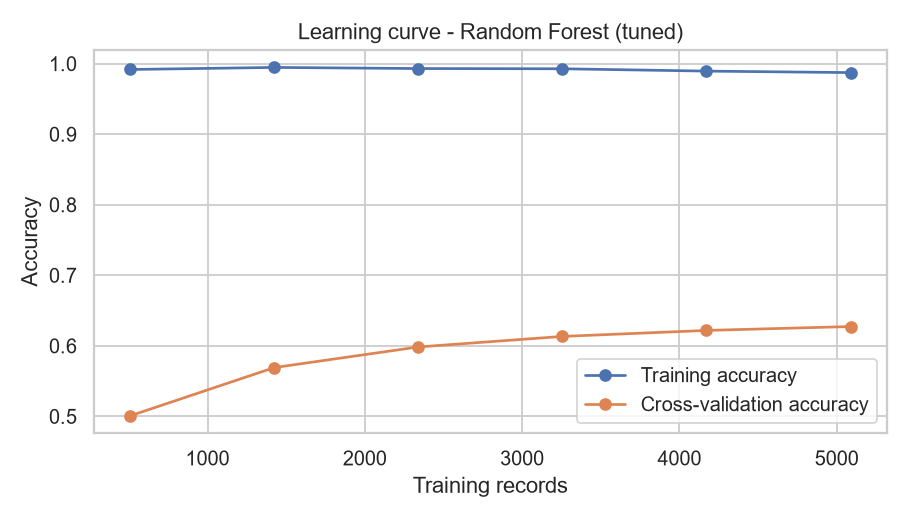 Learning curve - Random Forest (tuned)
1.0
0.9
0.8
0.7
0.6
0.5
Accuracy
Training accuracy
Cross-validation accuracy
1000 2000 3000 4000 5000
Training records